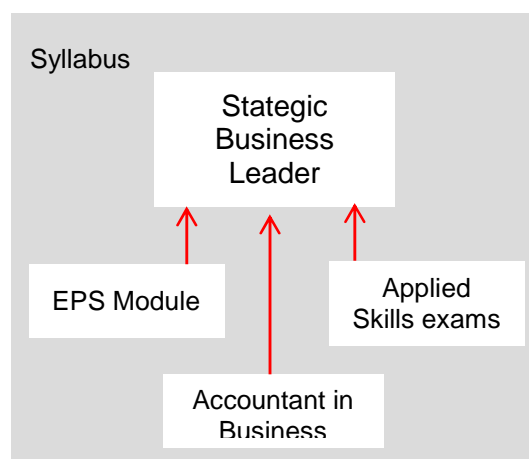 Syllabus
Stategic
Business
Leader
EPS Module
Applied
Skills exams
Accountant in
Business